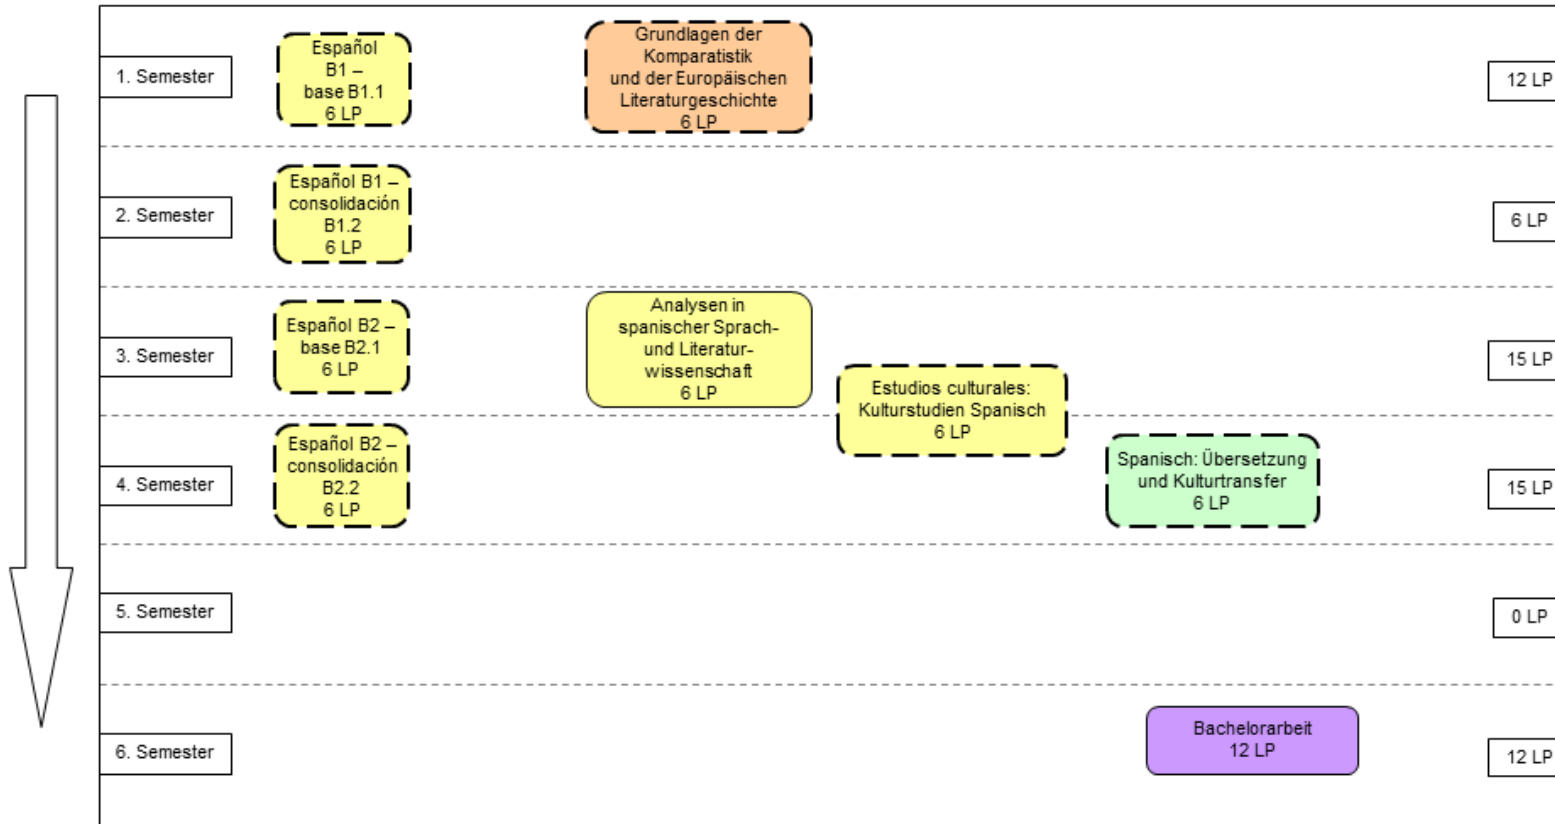 1. Semester
Español
B1 –
base B1.1
6 LP
Grundlagen der
Komparatistik
und der Europäischen
Literaturgeschichte
6 LP
12 LP
2. Semester
Español B1 –
consolidación
B1.2
6 LP
6 LP
3. Semester
Español B2 –
base B2.1
6 LP
Analysen in
spanischer Sprach-
und Literatur-
wissenschaft
6 LP
Estudios culturales:
Kulturstudien Spanisch
6 LP
15 LP
4. Semester
Español B2 –
consolidación
B2.2
6 LP
Spanisch: Übersetzung
und Kulturtransfer
6 LP
15 LP
5. Semester
0 LP
6. Semester
Bachelorarbeit
12 LP
12 LP